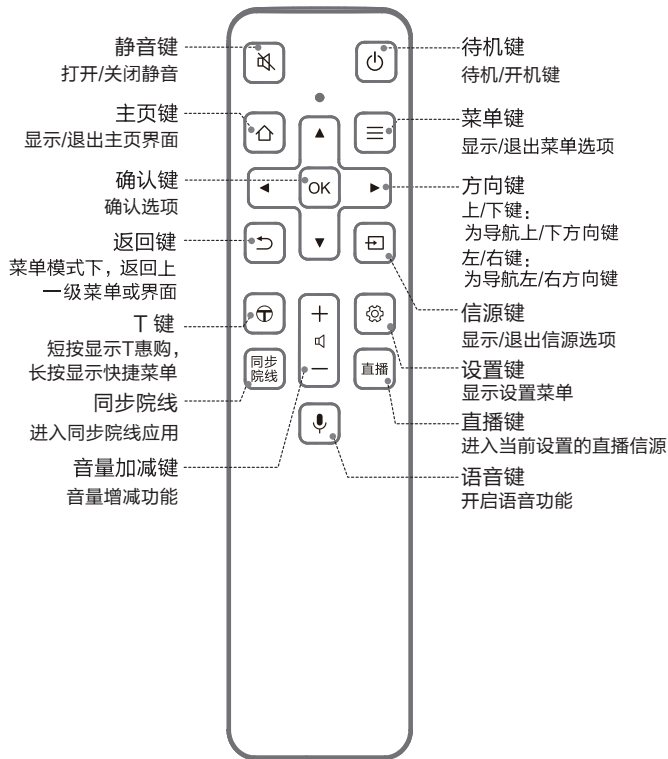 静音键
打开/关闭静音
主页键
显示/退出主页界面
确认键
确认选项
返回键
菜单模式下，返回上
一级菜单或界面
T 键
短按显示T惠购，
长按显示快捷菜单
同步院线
进入同步院线应用
音量加减键
音量增减功能
OK
同步
院线
直播
待机键
待机/开机键
菜单键
显示/退出菜单选项
方向键
上/下键：
为导航上/下方向键
左/右键：
为导航左/右方向键
信源键
显示/退出信源选项
设置键
显示设置菜单
直播键
进入当前设置的直播信源
语音键
开启语音功能